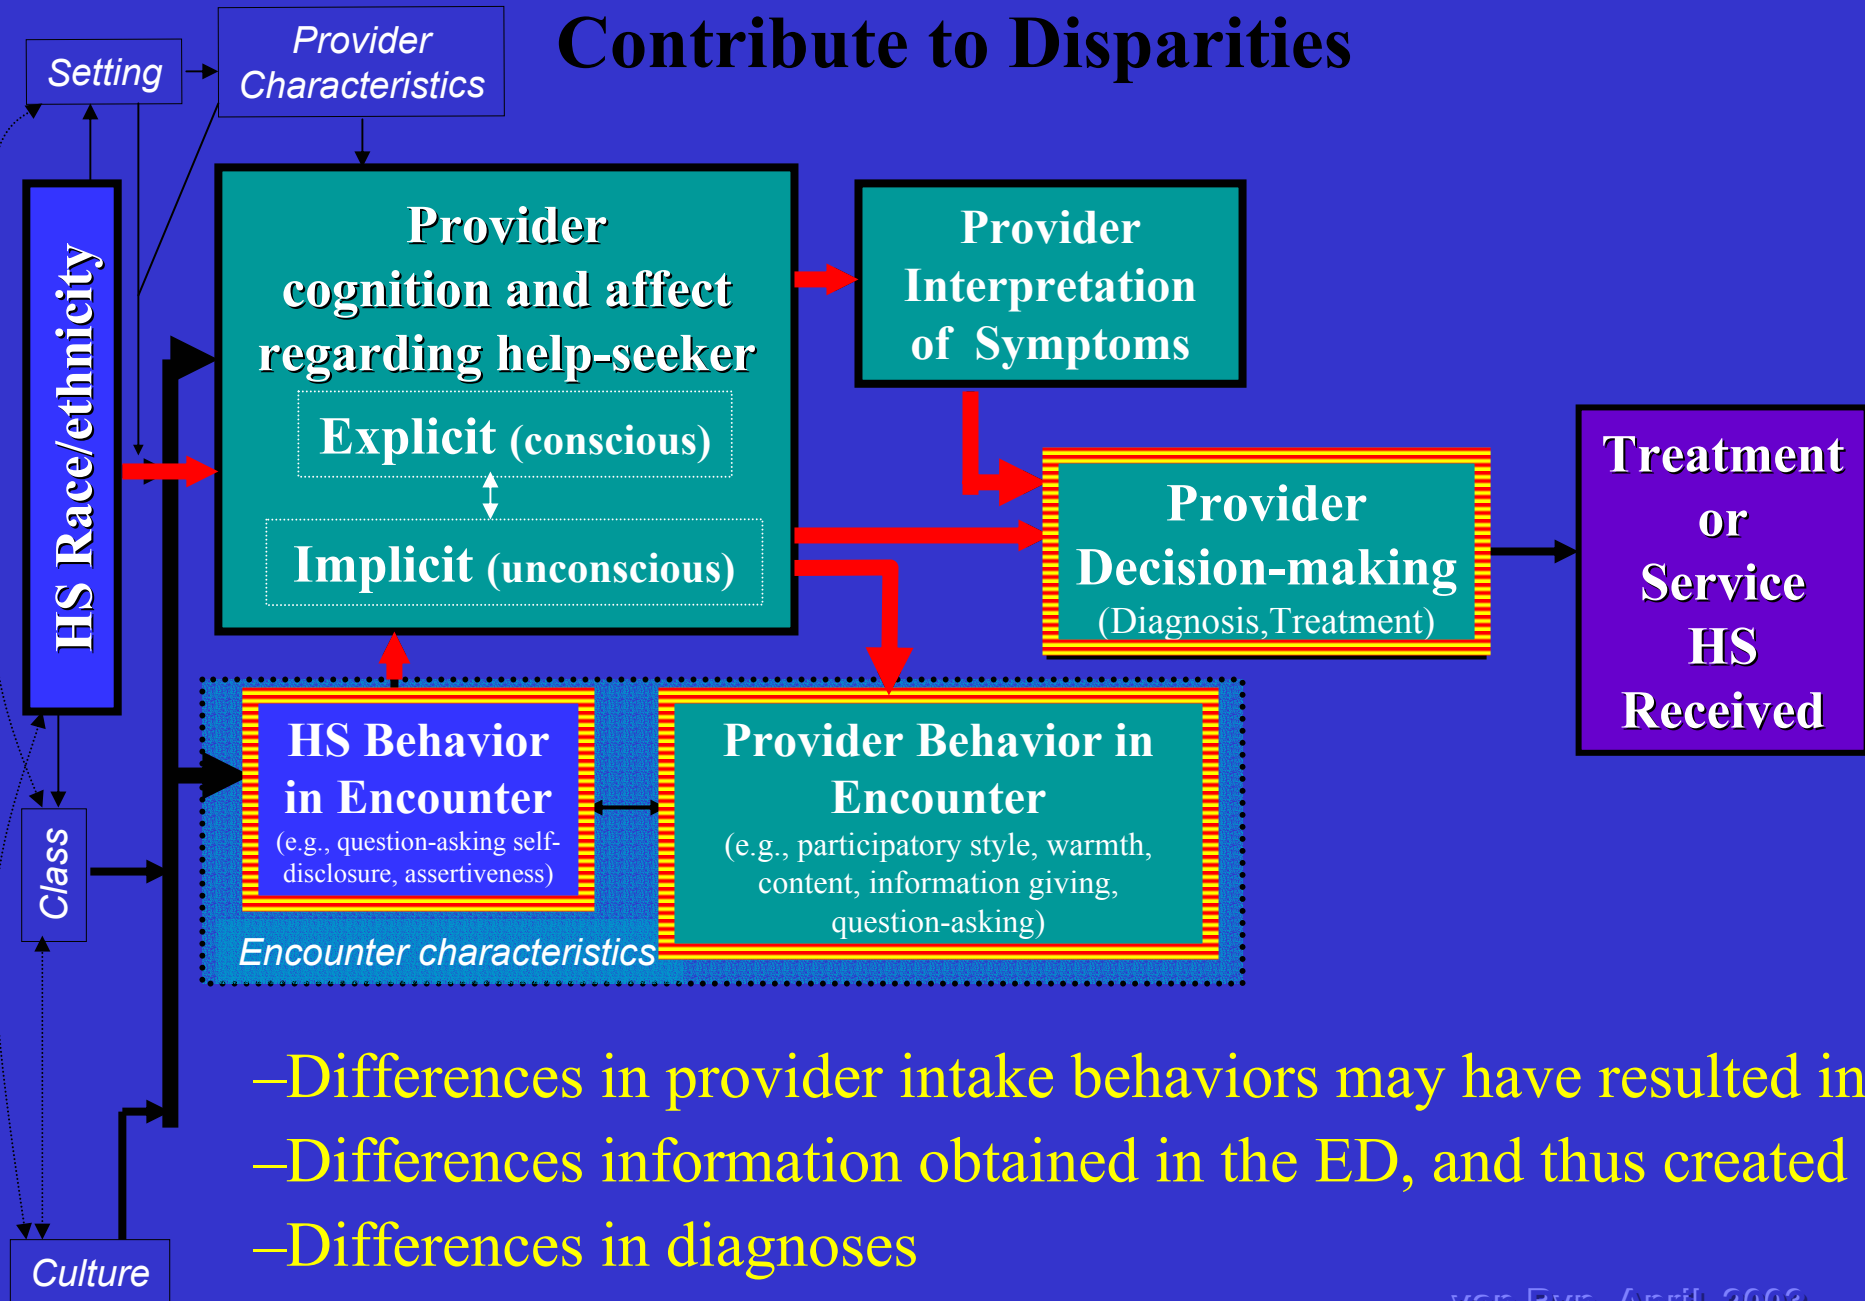 Contribute to Disparities
Setting
Provider
Characteristics
HS Race/ethnicity
Provider
cognition and affect
regarding help-seeker
Explicit (conscious)
Implicit (unconscious)
Provider
Interpretation
of Symptoms
Provider
Decision-making
(Diagnosis,Treatment)
Treatment
or
Service
HS
Received
HS Behavior
in Encounter
(e.g., question-asking self-
disclosure, assertiveness)
Provider Behavior in
Encounter
(e.g., participatory style, warmth,
content, information giving,
question-asking)
Encounter characteristics
Class
Culture
–Differences in provider intake behaviors may have resulted in
–Differences information obtained in the ED, and thus created
–Differences in diagnoses
van Ryn, April, 2003